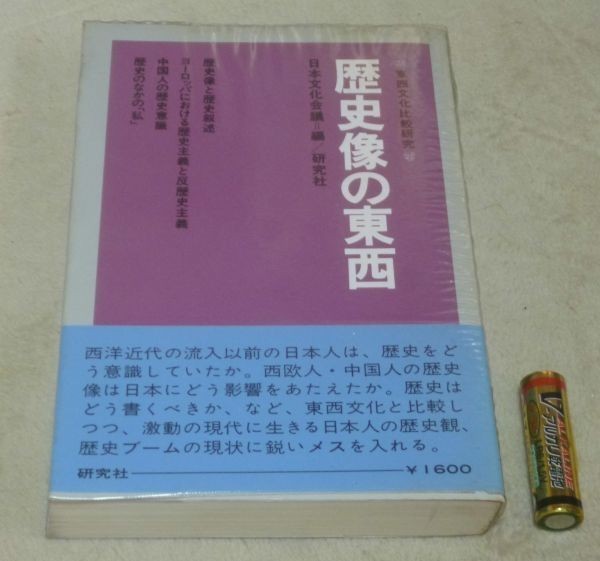 東西文化比較研究
歴史像の東西
日本文化会議=編/研究社
歴史像と歴史叙述
ヨーロッパにおける歴史主義と反歴史主義
中国人の歴史意識
歴史のなかの「私」
西洋近代の流入以前の日本人は、歴史をど
う意識していたか。西欧人・中国人の歴史
像は日本にどう影響をあたえたか。歴史は
どう書くべきか、など、東西文化と比較し
つつ、激動の現代に生きる日本人の歴史観、
歴史ブームの現状に鋭いメスを入れる。
研究社 ¥1600